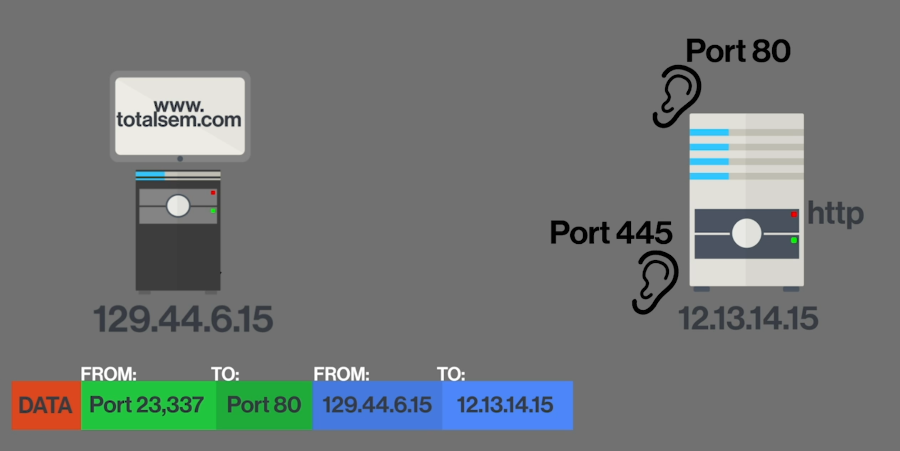 Port 80
www.
totalsem.com
http
Port 445
129.44.6.15
12.13.14.15
FROM: TO: FROM: TO:
DATA Port 23,337 Port 80 129.44.6.15 12.13.14.15